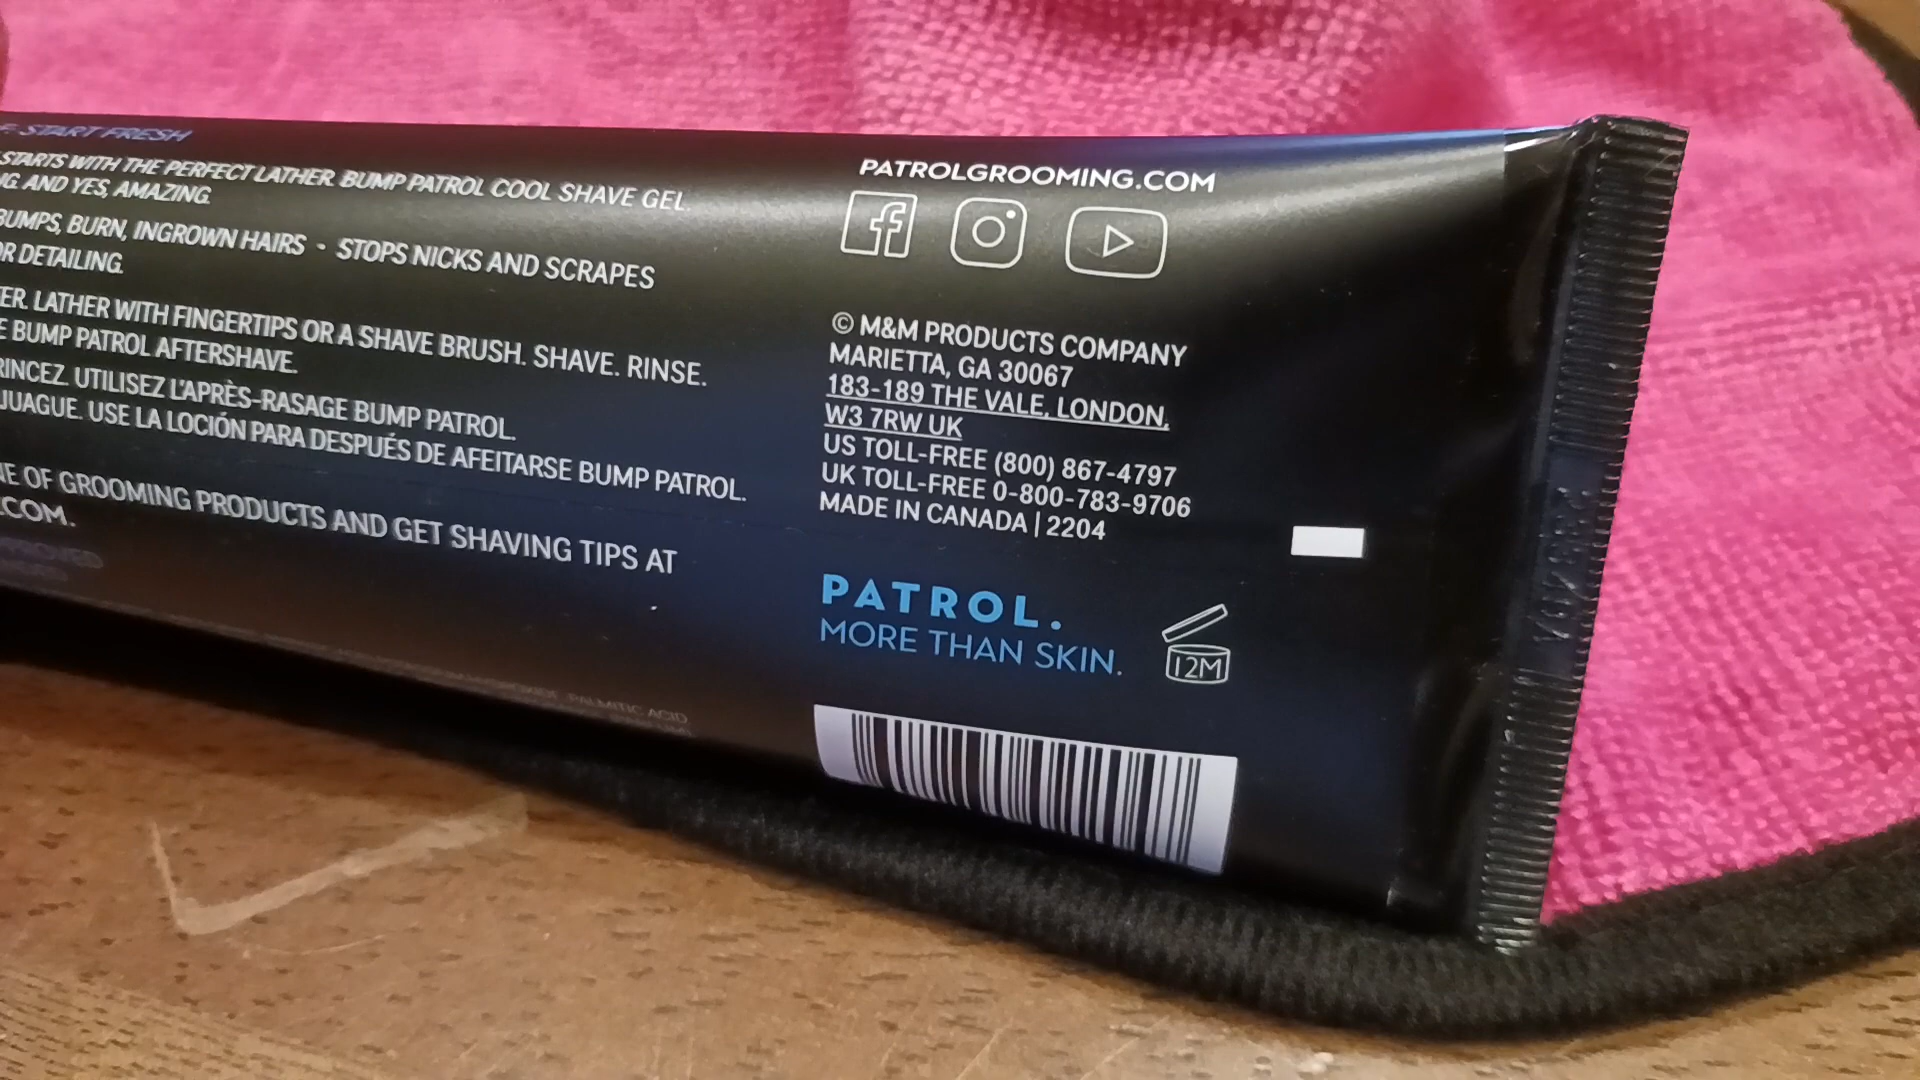 START FRESH
STARTS WITH THE PERFECT LATHER. BUMP PATROL COOL SHAVE GEL.
AND YES, AMAZING.
BUMPS, BURN, INGROWN HAIRS • STOPS NICKS AND SCRAPES
DETAILING.
LATHER WITH FINGERTIPS OR A SHAVE BRUSH. SHAVE. RINSE.
BUMP PATROL AFTERSHAVE.
RINCEZ. UTILISEZ L'APRÈS-RASAGE BUMP PATROL.
USE LA LOCIÓN PARA DESPUÉS DE AFEITARSE BUMP PATROL.
OF GROOMING PRODUCTS AND GET SHAVING TIPS AT
.COM.
PALMITIC ACID
PATROLGROOMING.COM
© M&M PRODUCTS COMPANY
MARIETTA, GA 30067
183-189 THE VALE, LONDON,
W3 7RW UK
US TOLL-FREE (800) 867-4797
UK TOLL-FREE 0-800-783-9706
MADE IN CANADA | 2204
PATROL.
MORE THAN SKIN.
12M